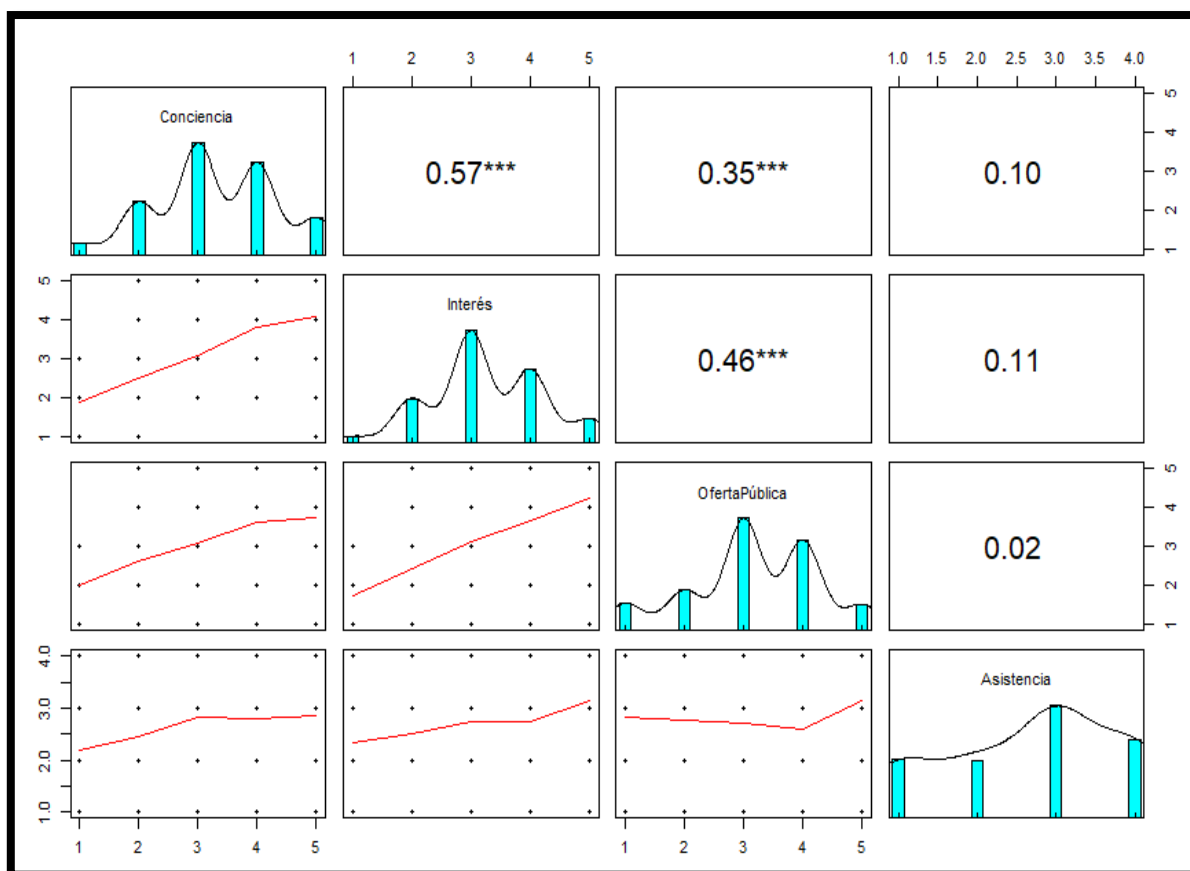 1 2 3 4 5 1.0 1.5 2.0 2.5 3.0 3.5 4.0
Conciencia 0.57*** 0.35*** 0.10 5 4 3 2 1
5 4 3 2 1 Interés 0.46*** 0.11
OfertaPública 0.02 5 4 3 2 1
4.0 3.0 2.0 1.0 Asistencia
1 2 3 4 5 1 2 3 4 5